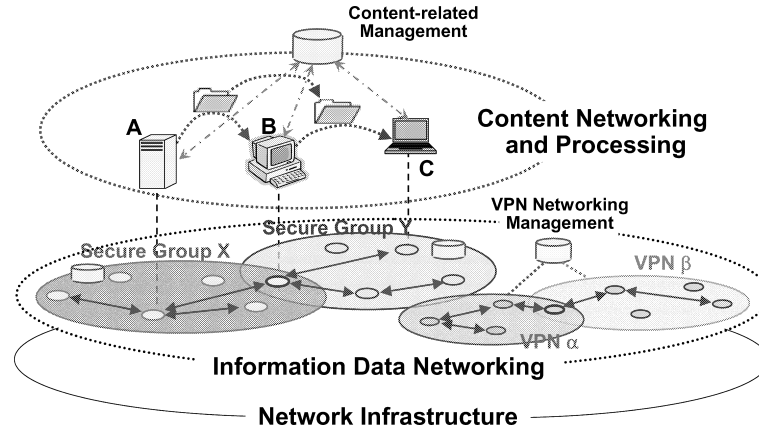 Content-related
Management
A
B
C
Content Networking
and Processing
VPN Networking
Management
Secure Group Y
Secure Group X
VPN β
VPN α
Information Data Networking
Network Infrastructure